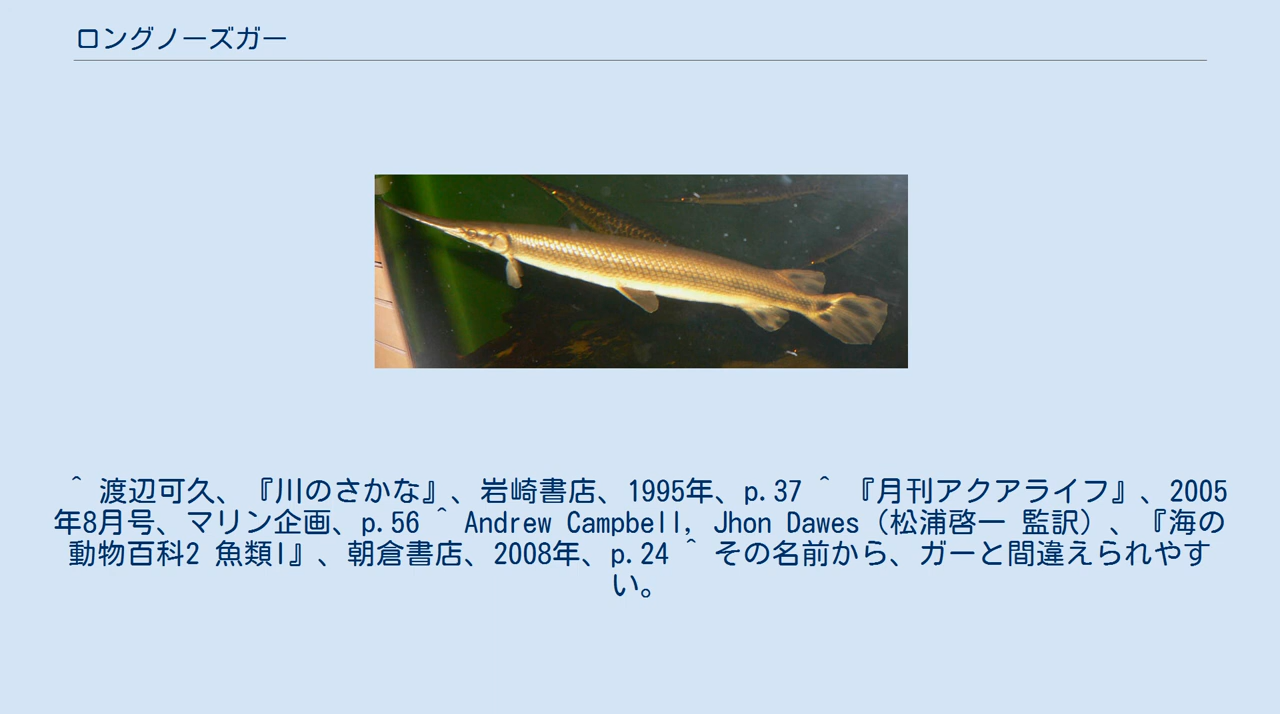 ロングノーズガー
^ 渡辺可久、『川のさかな』、岩崎書店、1995年、p.37 ^ 『月刊アクアライフ』、2005
年8月号、マリン企画、p.56 ^ Andrew Campbell, Jhon Dawes（松浦啓一 監訳）、『海の
動物百科2 魚類I』、朝倉書店、2008年、p.24 ^ その名前から、ガーと間違えられやす
い。